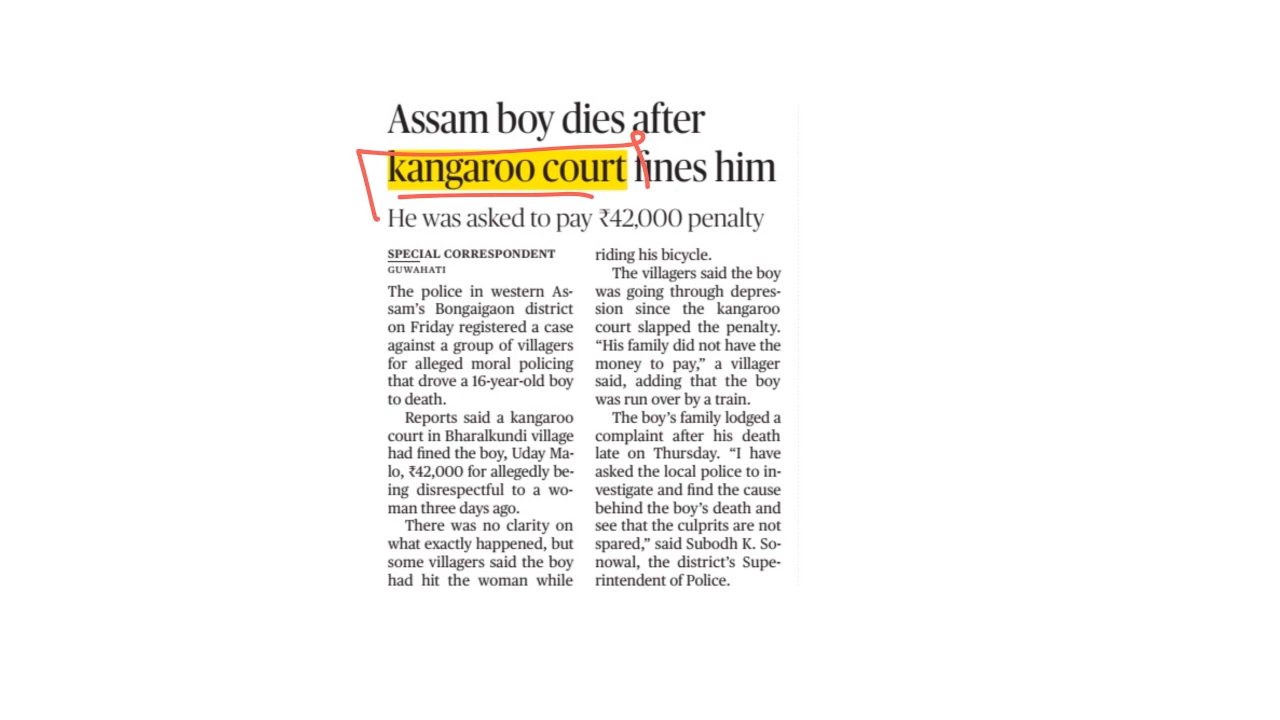 Assam boy dies after
kangaroo court fines him
He was asked to pay ₹42,000 penalty
SPECIAL CORRESPONDENT
GUWAHATI
The police in western As-
sam's Bongaigaon district
on Friday registered a case
against a group of villagers
for alleged moral policing
that drove a 16-year-old boy
to death.
Reports said a kangaroo
court in Bharalkundi village
had fined the boy, Uday Ma-
lo, ₹42,000 for allegedly be-
ing disrespectful to a wo-
man three days ago.
There was no clarity on
what exactly happened, but
some villagers said the boy
had hit the woman while
riding his bicycle.
The villagers said the boy
was going through depres-
sion since the kangaroo
court slapped the penalty.
“His family did not have the
money to pay,” a villager
said, adding that the boy
was run over by a train.
The boy's family lodged a
complaint after his death
late on Thursday. “I have
asked the local police to in-
vestigate and find the cause
behind the boy's death and
see that the culprits are not
spared,” said Subodh K. So-
nowal, the district's Supe-
rintendent of Police.